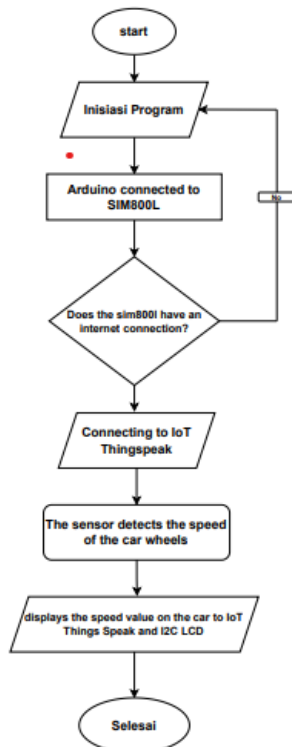 start
Inisiasi Program
Arduino connected to
SIM800L
No
Does the sim800l have an
internet connection?
Connecting to IoT
Thingspeak
The sensor detects the speed
of the car wheels
displays the speed value on the car to IoT
Things Speak and I2C LCD
Selesai